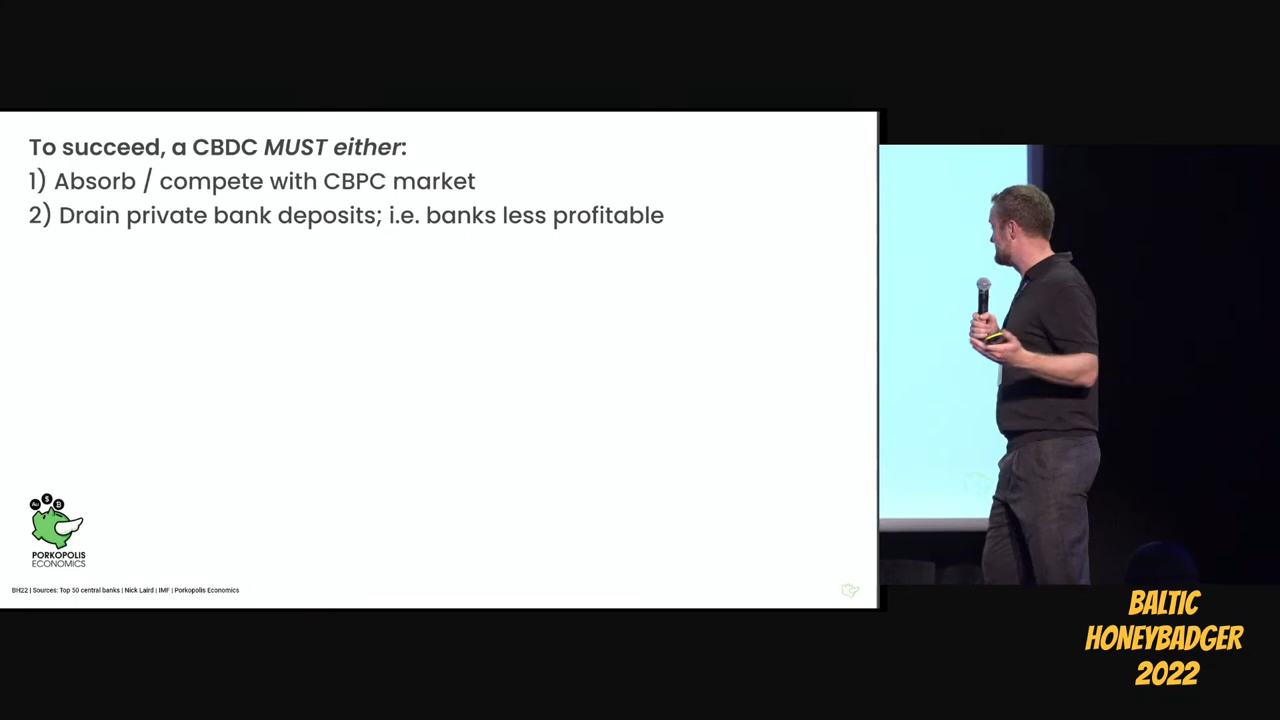 To succeed, a CBDC MUST either:
1) Absorb / compete with CBPC market
2) Drain private bank deposits; i.e. banks less profitable
Au $ B
PORKOPOLIS
ECONOMICS
BH22 | Sources: Top 50 central banks | Nick Laird | IMF | Porkopolis Economics
BALTIC
HONEYBADGER
2022